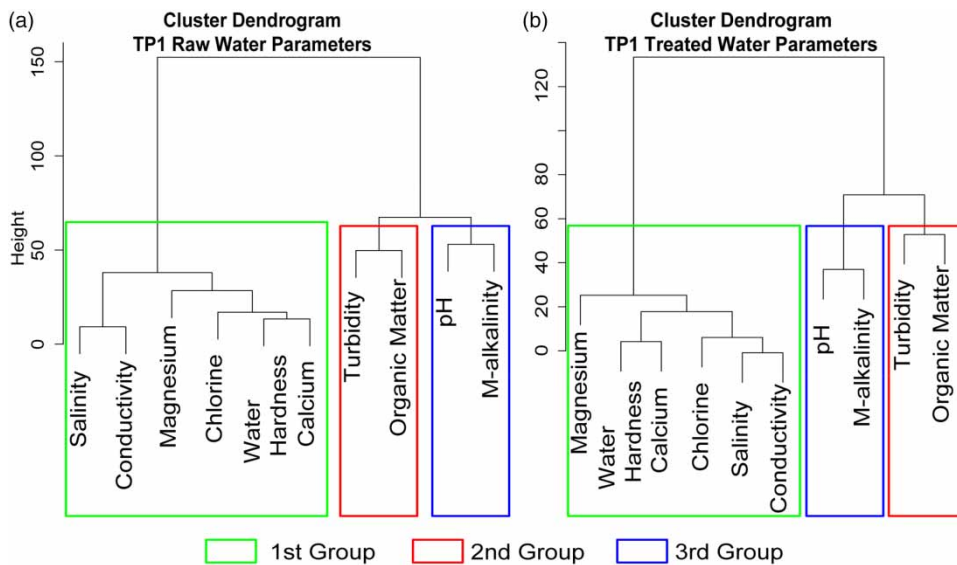 (a)
Cluster Dendrogram
TP1 Raw Water Parameters
Height
150
100
50
0
Salinity
Conductivity
Magnesium
Chlorine
Water
Hardness
Calcium
Turbidity
Organic Matter
pH
M-alkalinity
(b)
Cluster Dendrogram
TP1 Treated Water Parameters
120
80
60
40
20
0
Magnesium
Water
Hardness
Calcium
Chlorine
Salinity
Conductivity
pH
M-alkalinity
Turbidity
Organic Matter
1st Group
2nd Group
3rd Group